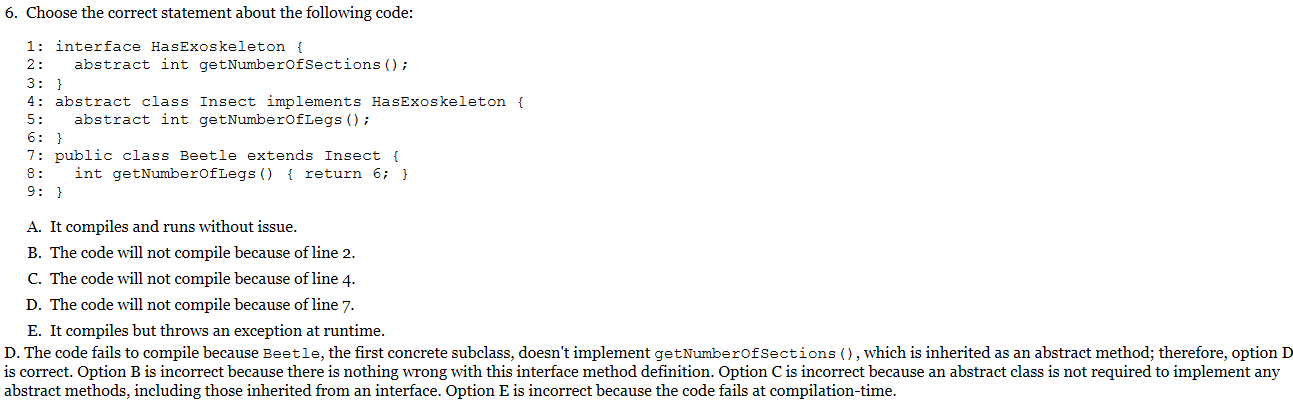 6. Choose the correct statement about the following code:
1: interface HasExoskeleton {
2:   abstract int getNumberOfSections();
3: }
4: abstract class Insect implements HasExoskeleton {
5:   abstract int getNumberOfLegs();
6: }
7: public class Beetle extends Insect {
8:   int getNumberOfLegs() { return 6; }
9: }
A. It compiles and runs without issue.
B. The code will not compile because of line 2.
C. The code will not compile because of line 4.
D. The code will not compile because of line 7.
E. It compiles but throws an exception at runtime.
D. The code fails to compile because Beetle, the first concrete subclass, doesn't implement getNumberOfSections(), which is inherited as an abstract method; therefore, option D
is correct. Option B is incorrect because there is nothing wrong with this interface method definition. Option C is incorrect because an abstract class is not required to implement any
abstract methods, including those inherited from an interface. Option E is incorrect because the code fails at compilation-time.